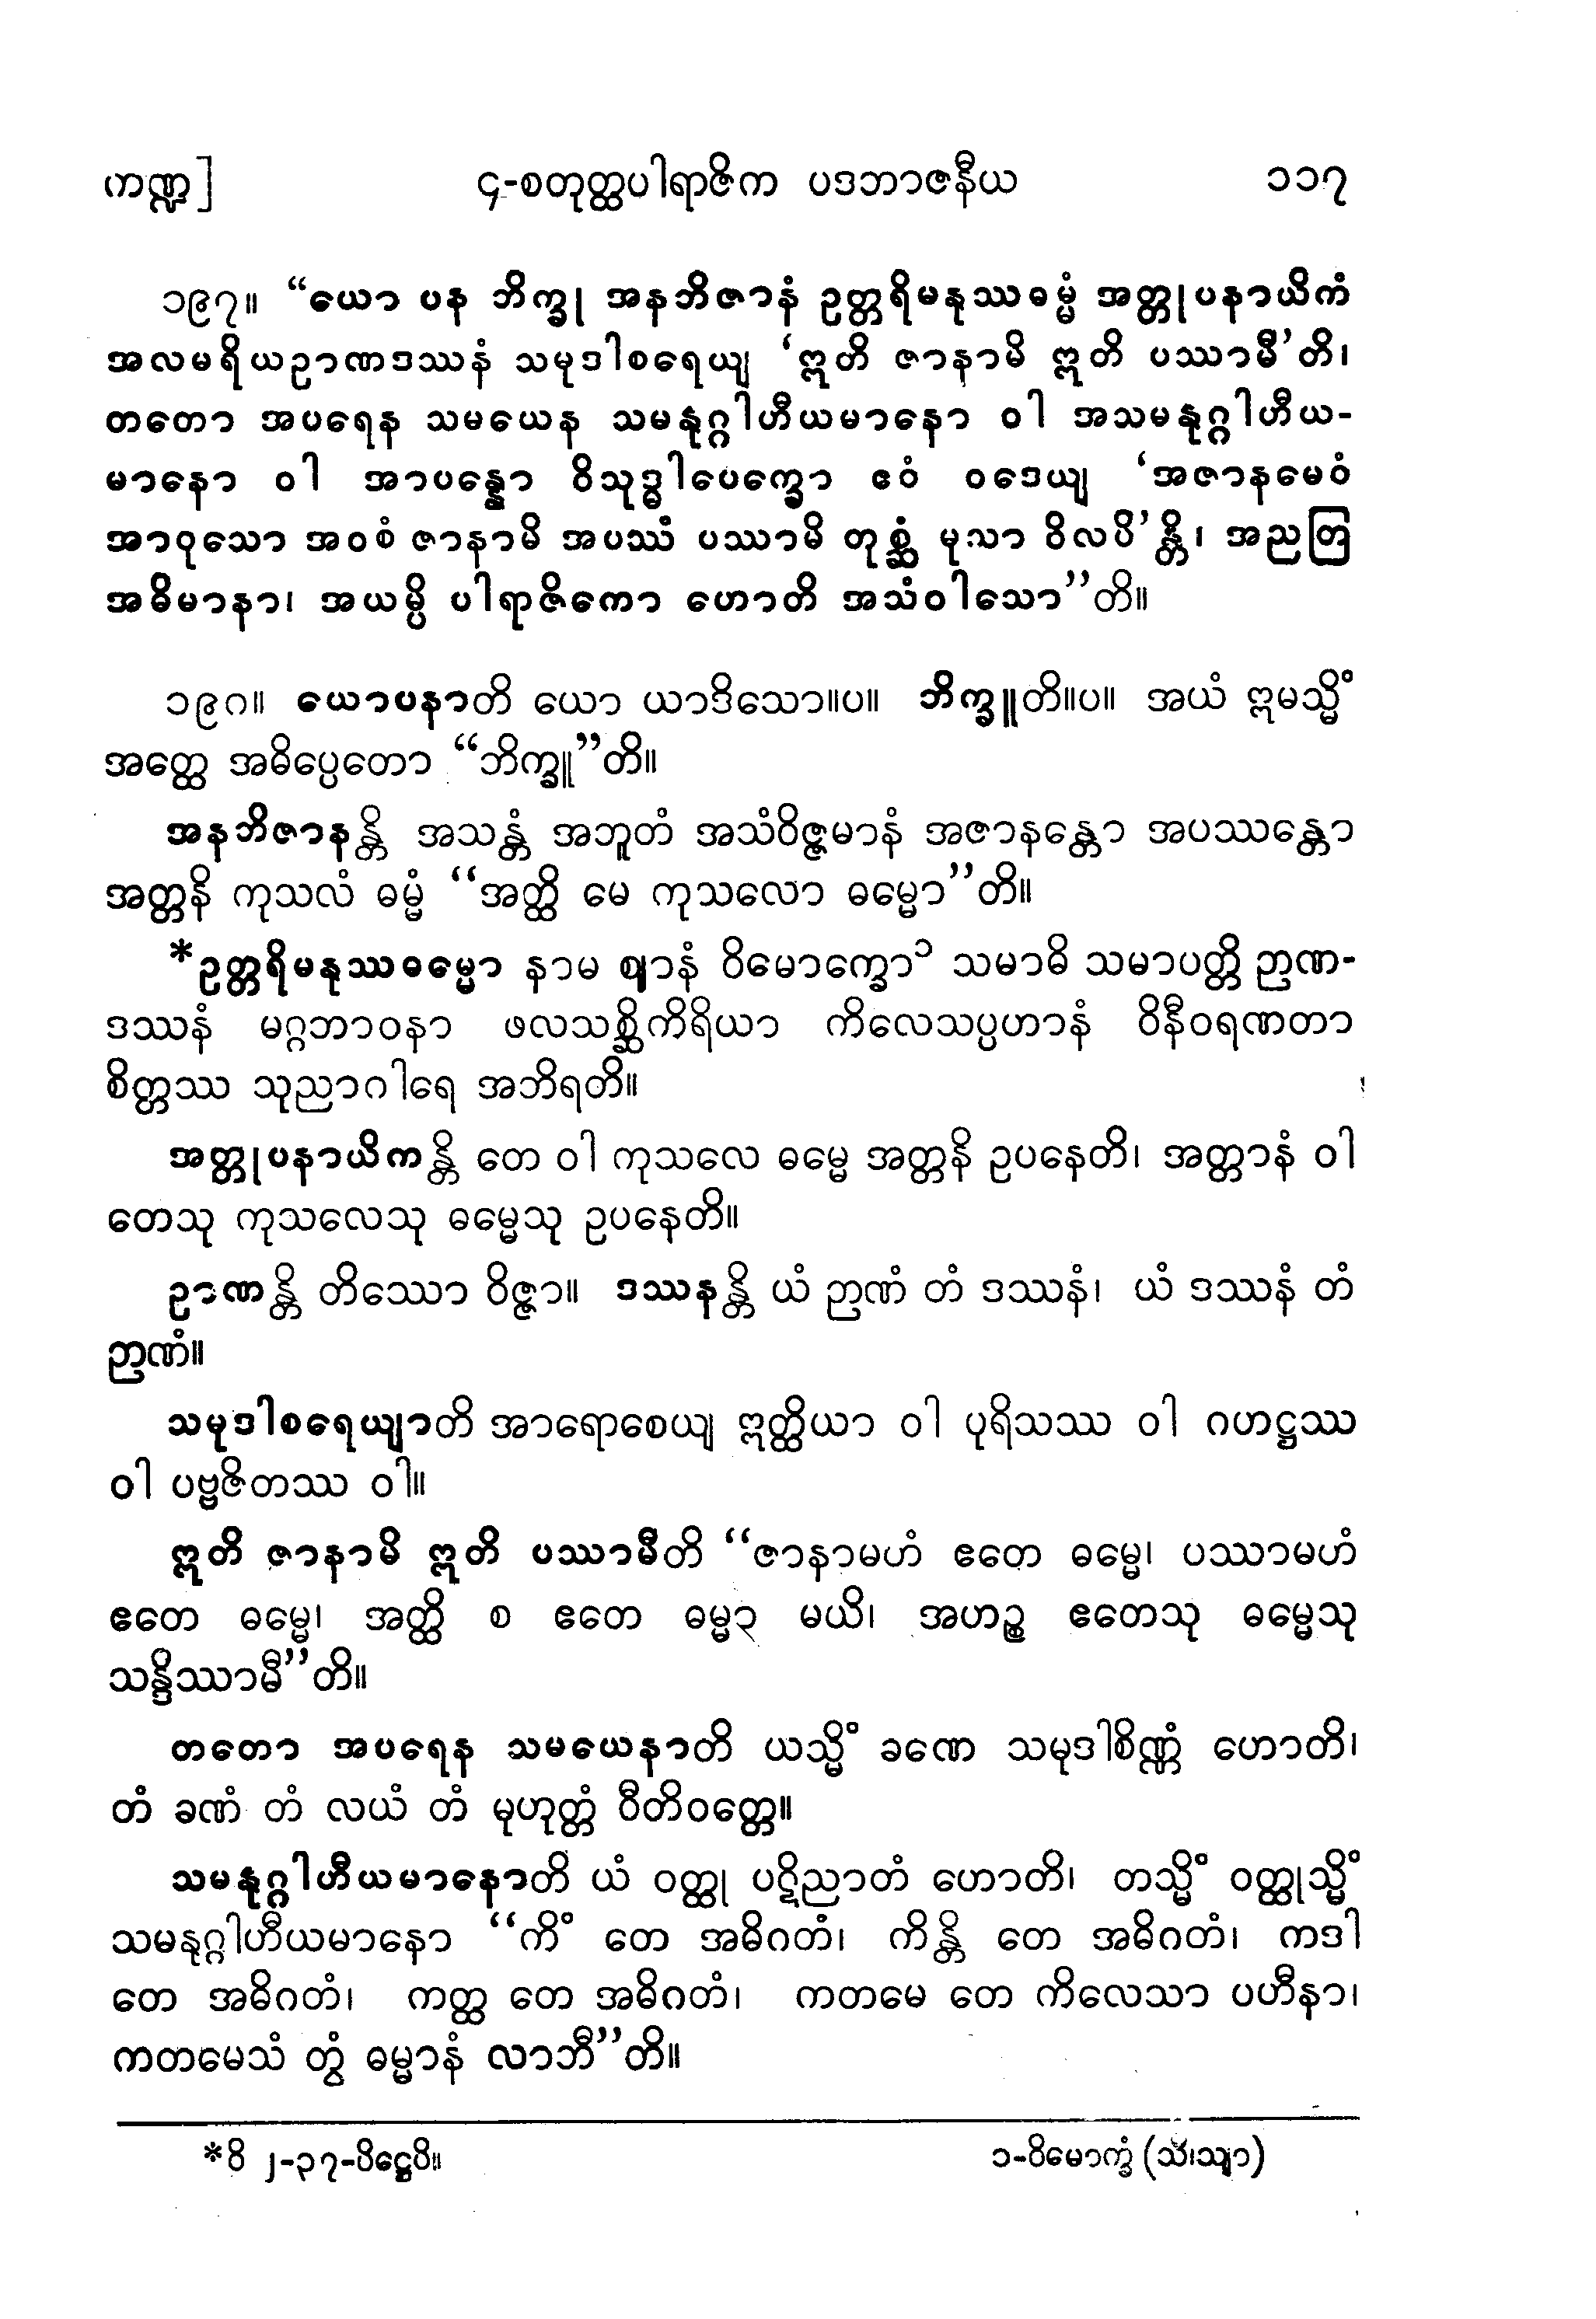 ကဏ္ဍ]
၄-စတုတ္ထပါရာဇိက ပဒဘာဇနီယ
၁၁၇
၁၉၇။ “ယော ပန ဘိက္ခု အနဘိဇာနံ ဥတ္တရိမနုဿဓမ္မံ အတ္တုပနာယိကံ
အလမရိယဉာဏဒဿနံ သမုဒါစရေယျ ‘ဣတိ ဇာနာမိ ဣတိ ပဿာမီ’တိ၊
တတော အပရေန သမယေန သမနုဂ္ဂါဟီယမာနော ဝါ အသမနုဂ္ဂါဟီယ-
မာနော ဝါ အာပန္နော ဝိသုဒ္ဓါပေက္ခော ဧဝံ ဝဒေယျ ‘အဇာနမေဝံ
အာဝုသော အဝစံ ဇာနာမိ အပဿံ ပဿာမိ တုစ္ဆံ မုသာ ဝိလပိ’န္တိ၊ အညတြ
အဓိမာနာ၊ အယမ္ပိ ပါရာဇိကော ဟောတိ အသံဝါသော”တိ။
၁၉၈။ ယောပနာတိ ယော ယာဒိသော။ပ။ ဘိက္ခူတိ။ပ။ အယံ ဣမသ္မိံ
အတ္ထေ အဓိပ္ပေတော “ဘိက္ခူ”တိ။
အနဘိဇာနန္တိ အသန္တံ အဘူတံ အသံဝိဇ္ဇမာနံ အဇာနန္တော အပဿန္တော
အတ္တနိ ကုသလံ ဓမ္မံ “အတ္ထိ မေ ကုသလော ဓမ္မော”တိ။
*ဥတ္တရိမနုဿဓမ္မော နာမ ဈာနံ ဝိမောက္ခော၁ သမာဓိ သမာပတ္တိ ဉာဏ-
ဒဿနံ မဂ္ဂဘာဝနာ ဖလသစ္ဆိကိရိယာ ကိလေသပ္ပဟာနံ ဝိနီဝရဏတာ
စိတ္တဿ သုညာဂါရေ အဘိရတိ။
အတ္တုပနာယိကန္တိ တေ ဝါ ကုသလေ ဓမ္မေ အတ္တနိ ဥပနေတိ၊ အတ္တာနံ ဝါ
တေသု ကုသလေသု ဓမ္မေသု ဥပနေတိ။
ဉာဏန္တိ တိဿော ဝိဇ္ဇာ။ ဒဿနန္တိ ယံ ဉာဏံ တံ ဒဿနံ၊ ယံ ဒဿနံ တံ
ဉာဏံ။
သမုဒါစရေယျာတိ အာရောစေယျ ဣတ္ထိယာ ဝါ ပုရိသဿ ဝါ ဂဟဋ္ဌဿ
ဝါ ပဗ္ဗဇိတဿ ဝါ။
ဣတိ ဇာနာမိ ဣတိ ပဿာမီတိ “ဇာနာမဟံ ဧတေ ဓမ္မေ၊ ပဿာမဟံ
ဧတေ ဓမ္မေ၊ အတ္ထိ စ ဧတေ ဓမ္မာ မယိ၊ အဟဉ္စ ဧတေသု ဓမ္မေသု
သန္ဒိဿာမီ”တိ။
တတော အပရေန သမယေနာတိ ယသ္မိံ ခဏေ သမုဒါစိဏ္ဏံ ဟောတိ၊
တံ ခဏံ တံ လယံ တံ မုဟုတ္တံ ဝီတိဝတ္တေ။
သမနုဂ္ဂါဟီယမာနောတိ ယံ ဝတ္ထု ပဋိညာတံ ဟောတိ၊ တသ္မိံ ဝတ္ထုသ္မိံ
သမနုဂ္ဂါဟီယမာနော “ကိံ တေ အဓိဂတံ၊ ကိန္တိ တေ အဓိဂတံ၊ ကဒါ
တေ အဓိဂတံ၊ ကတ္ထ တေ အဓိဂတံ၊ ကတမေ တေ ကိလေသာ ပဟီနာ၊
ကတမေသံ တွံ ဓမ္မာနံ လာဘီ”တိ။
*ဝိ ၂-၃၇-ပိဋ္ဌေပိ။
၁-ဝိမောက္ခံ (သီ၊သျာ)